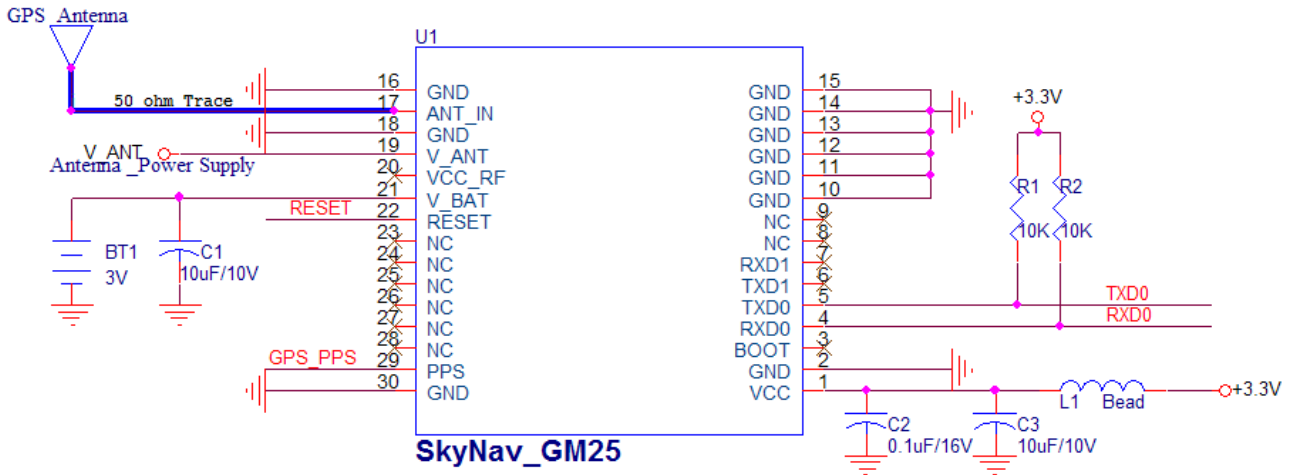 GPS_Antenna
U1
50 ohm Trace
V_ANT
Antenna _Power Supply
RESET
BT1
3V
C1
10uF/10V
GPS_PPS
16 GND
17 ANT_IN
18 GND
19 V_ANT
20 VCC_RF
21 V_BAT
22 RESET
23 NC
24 NC
25 NC
26 NC
27 NC
28 NC
29 PPS
30 GND
GND 15
GND 14
GND 13
GND 12
GND 11
GND 10
NC 9
NC 8
RXD1 7
TXD1 6
TXD0 5
RXD0 4
BOOT 3
GND 2
VCC 1
+3.3V
R1
10K
R2
10K
TXD0
RXD0
L1 Bead
+3.3V
C2
0.1uF/16V
C3
10uF/10V
SkyNav_GM25